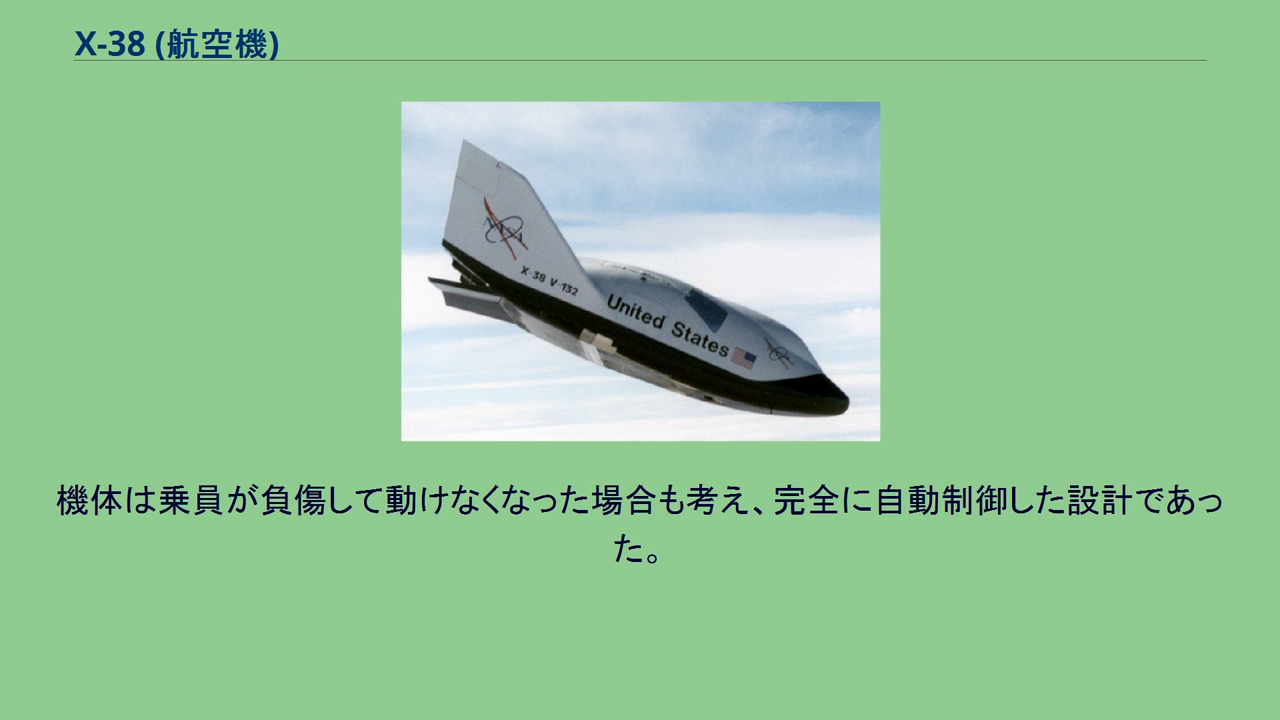 X-38 (航空機)
NASA
X-38 V-132
United States
機体は乗員が負傷して動けなくなった場合も考え、完全に自動制御した設計であっ
た。